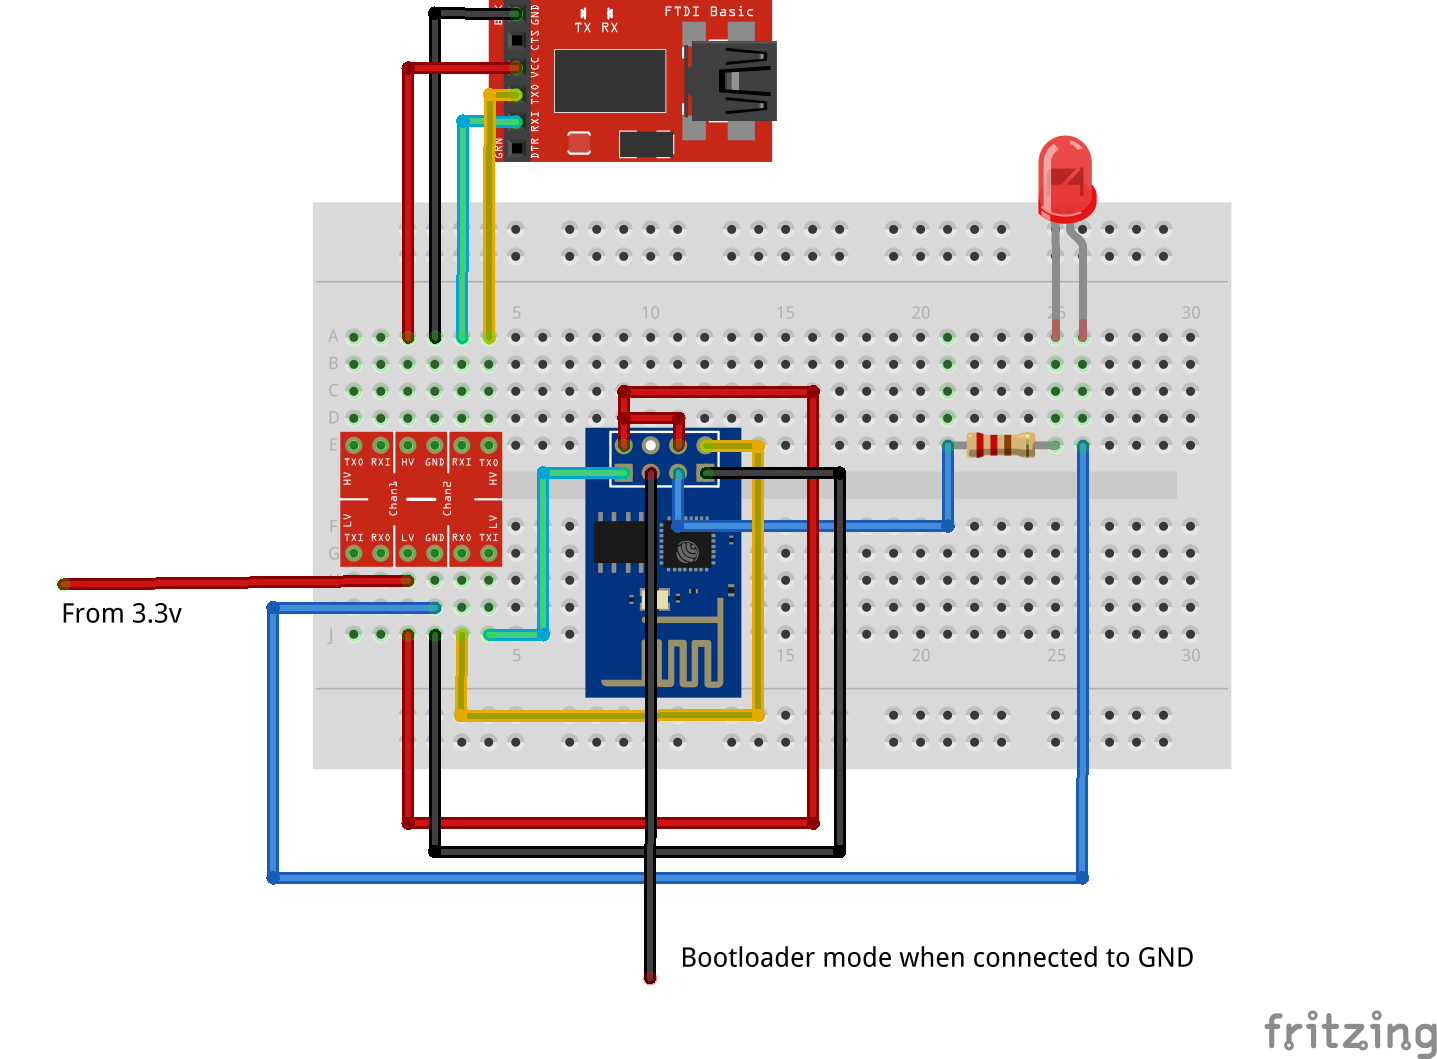 FTDI Basic
TX RX
BLK
GND
CTS
VCC
TXO
RXI
DTR
GRN
5 10 15 20 25 30
A
B
C
D
E
TXO RXI HV GND RXI TXO
HV
Chan1
Chan2
HV
LV
LV
TXI RXO LV GND RXO TXI
F
G
J
5 15 20 25 30
From 3.3v
Bootloader mode when connected to GND
fritzing